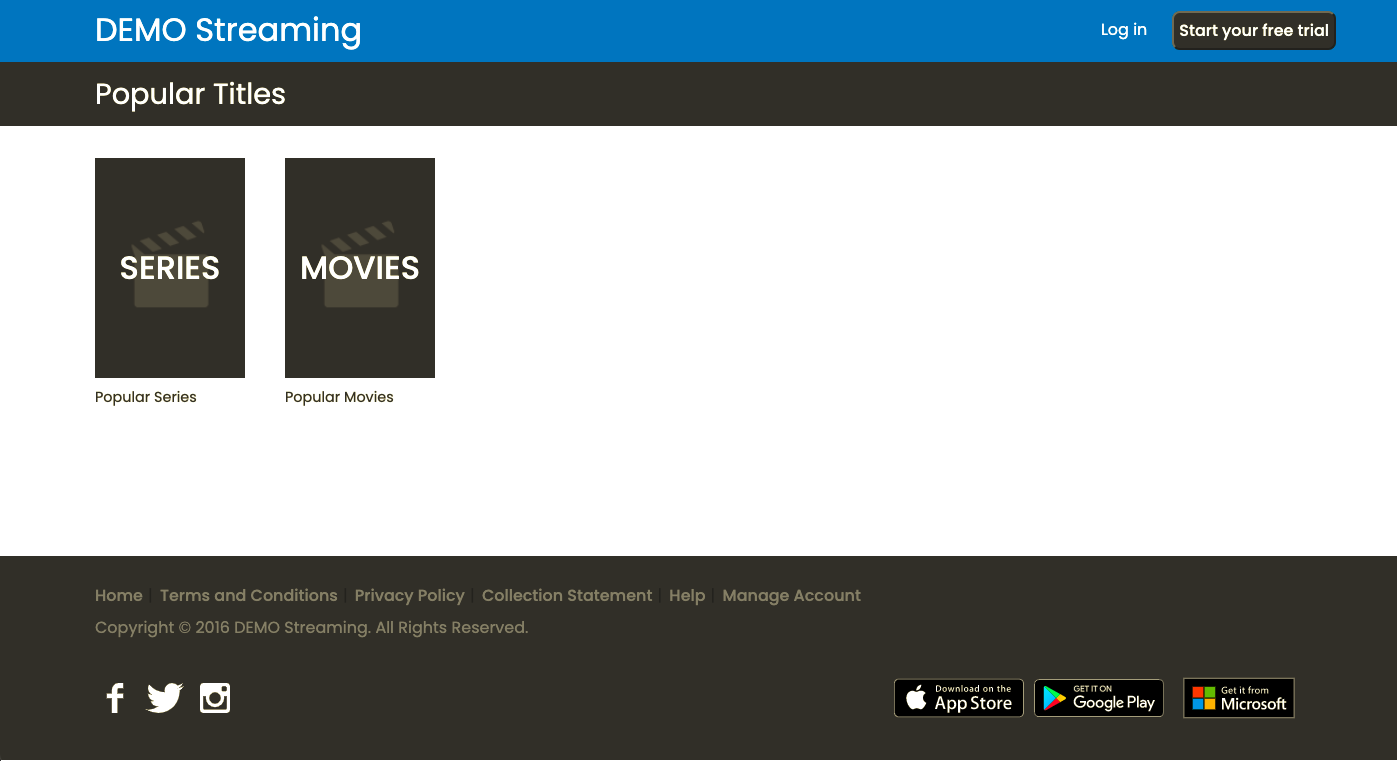 DEMO Streaming
Log in
Start your free trial
Popular Titles
SERIES
MOVIES
Popular Series
Popular Movies
Home | Terms and Conditions | Privacy Policy | Collection Statement | Help | Manage Account
Copyright © 2016 DEMO Streaming. All Rights Reserved.
Download on the
App Store
GET IT ON
Google Play
Get it from
Microsoft